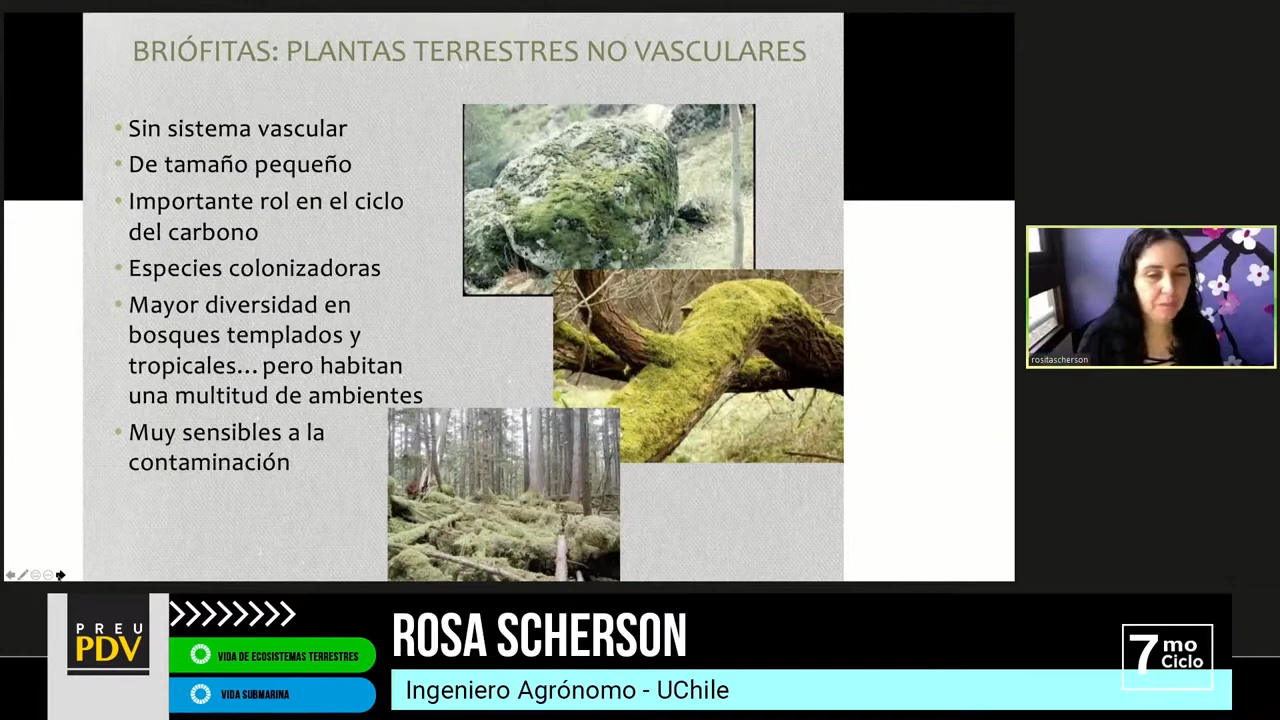 BRIÓFITAS: PLANTAS TERRESTRES NO VASCULARES
• Sin sistema vascular
• De tamaño pequeño
• Importante rol en el ciclo
del carbono
• Especies colonizadoras
• Mayor diversidad en
bosques templados y
tropicales...pero habitan
una multitud de ambientes
• Muy sensibles a la
contaminación
rositascherson
PREU
PDV
VIDA DE ECOSISTEMAS TERRESTRES
VIDA SUBMARINA
ROSA SCHERSON
Ingeniero Agrónomo - UChile
7mo
Ciclo